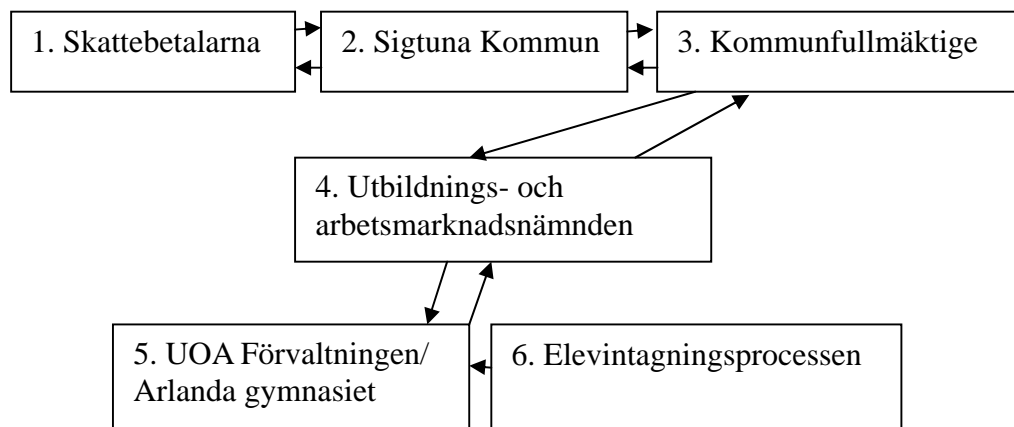 1. Skattebetalarna
2. Sigtuna Kommun
3. Kommunfullmäktige
4. Utbildnings- och
arbetsmarknadsnämnden
5. UOA Förvaltningen/
Arlanda gymnasiet
6. Elevintagningsprocessen